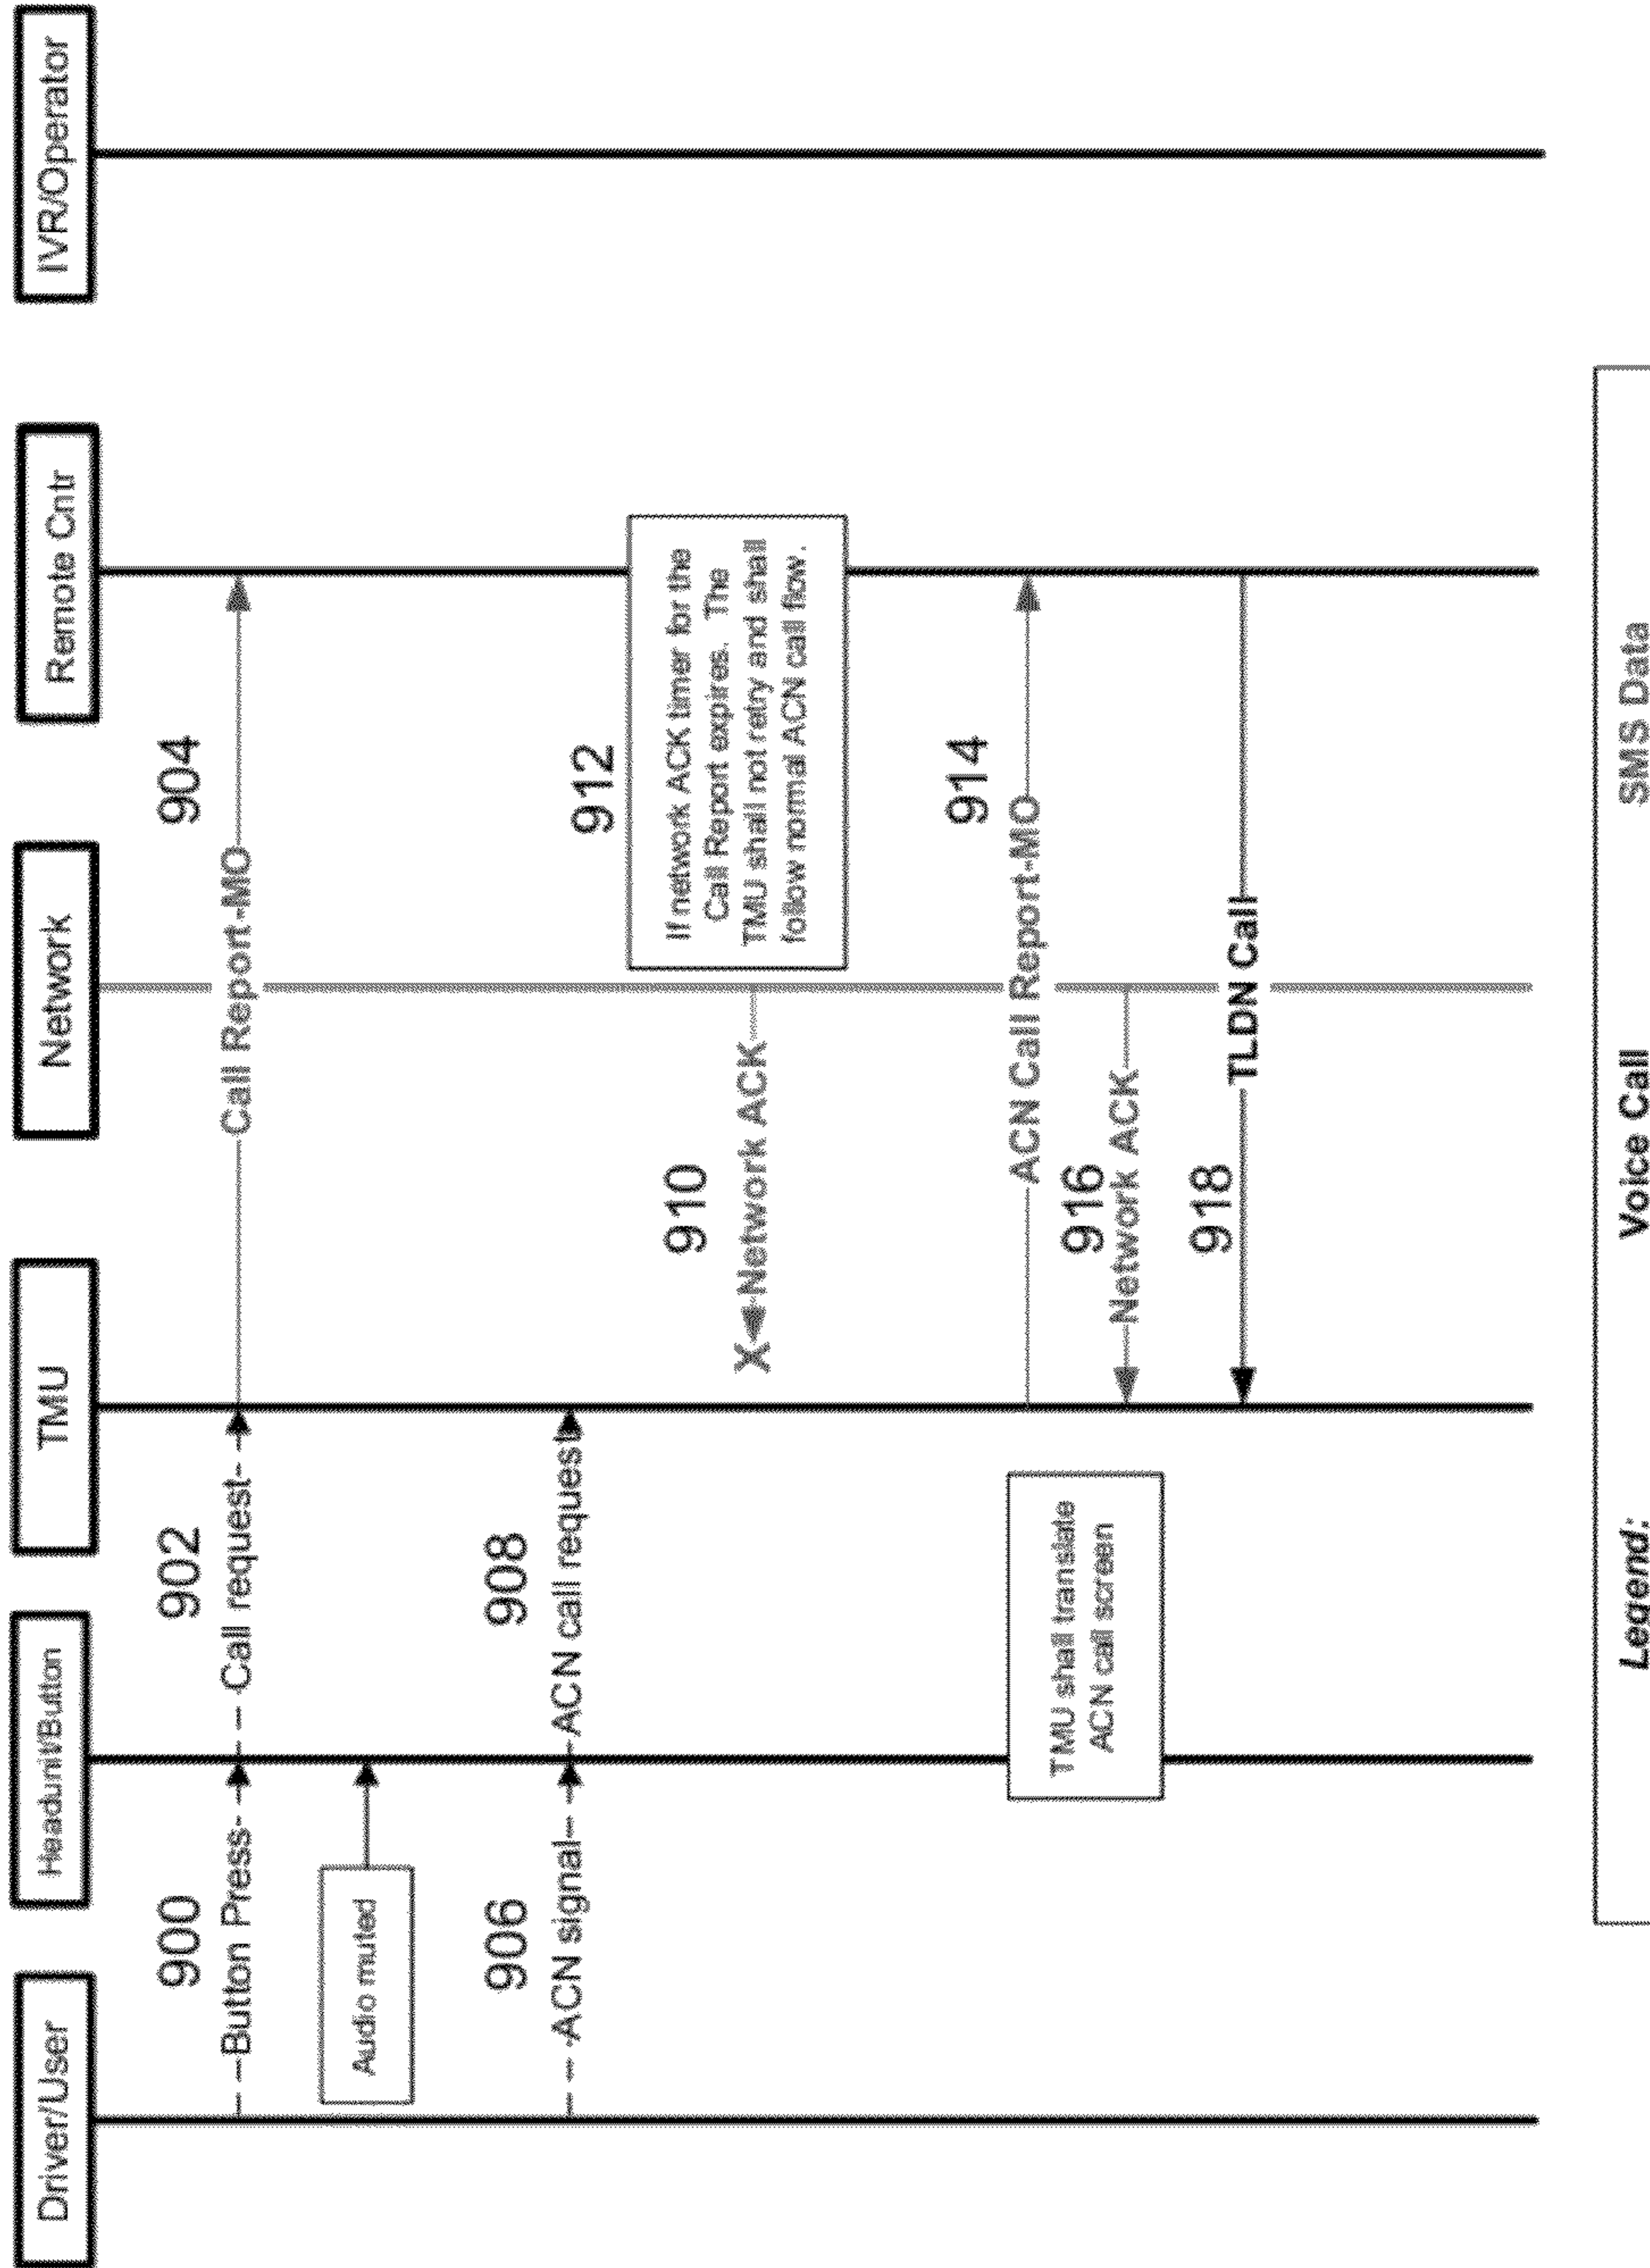 Driver/User
Headunit/Button
TMU
Network
Remote Cntr
IVR/Operator
900
902
904
Button Press
Call request
Call Report-MO
Audio muted
906
908
ACN signal
ACN call request
912
If network ACK timer for the
Call Report expires. The
TMU shall not retry and shall
follow normal ACN call flow.
910
X
Network ACK
914
ACN Call Report-MO
TMU shall translate
ACN call screen
916
Network ACK
918
TLDN Call
Legend:
Voice Call
SMS Data